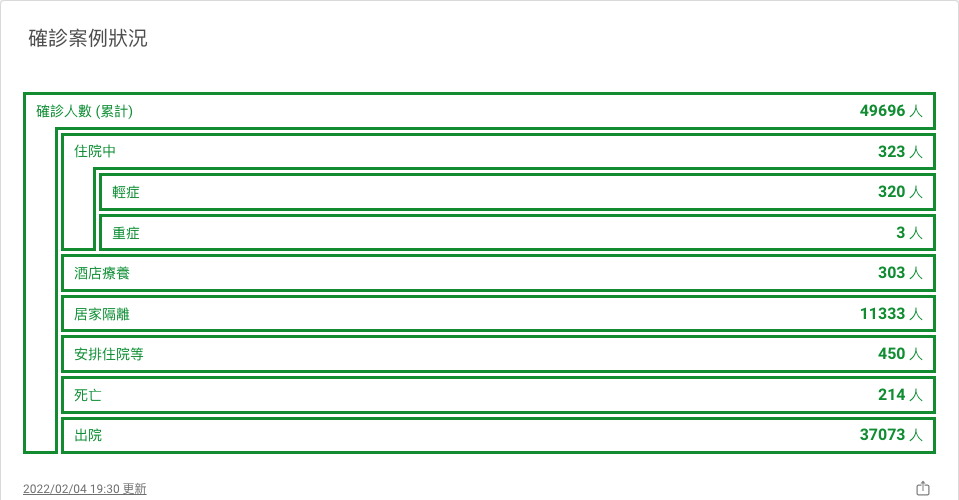 確診案例狀況
確診人數 (累計) 49696 人
住院中 323 人
輕症 320 人
重症 3 人
酒店療養 303 人
居家隔離 11333 人
安排住院等 450 人
死亡 214 人
出院 37073 人
2022/02/04 19:30 更新